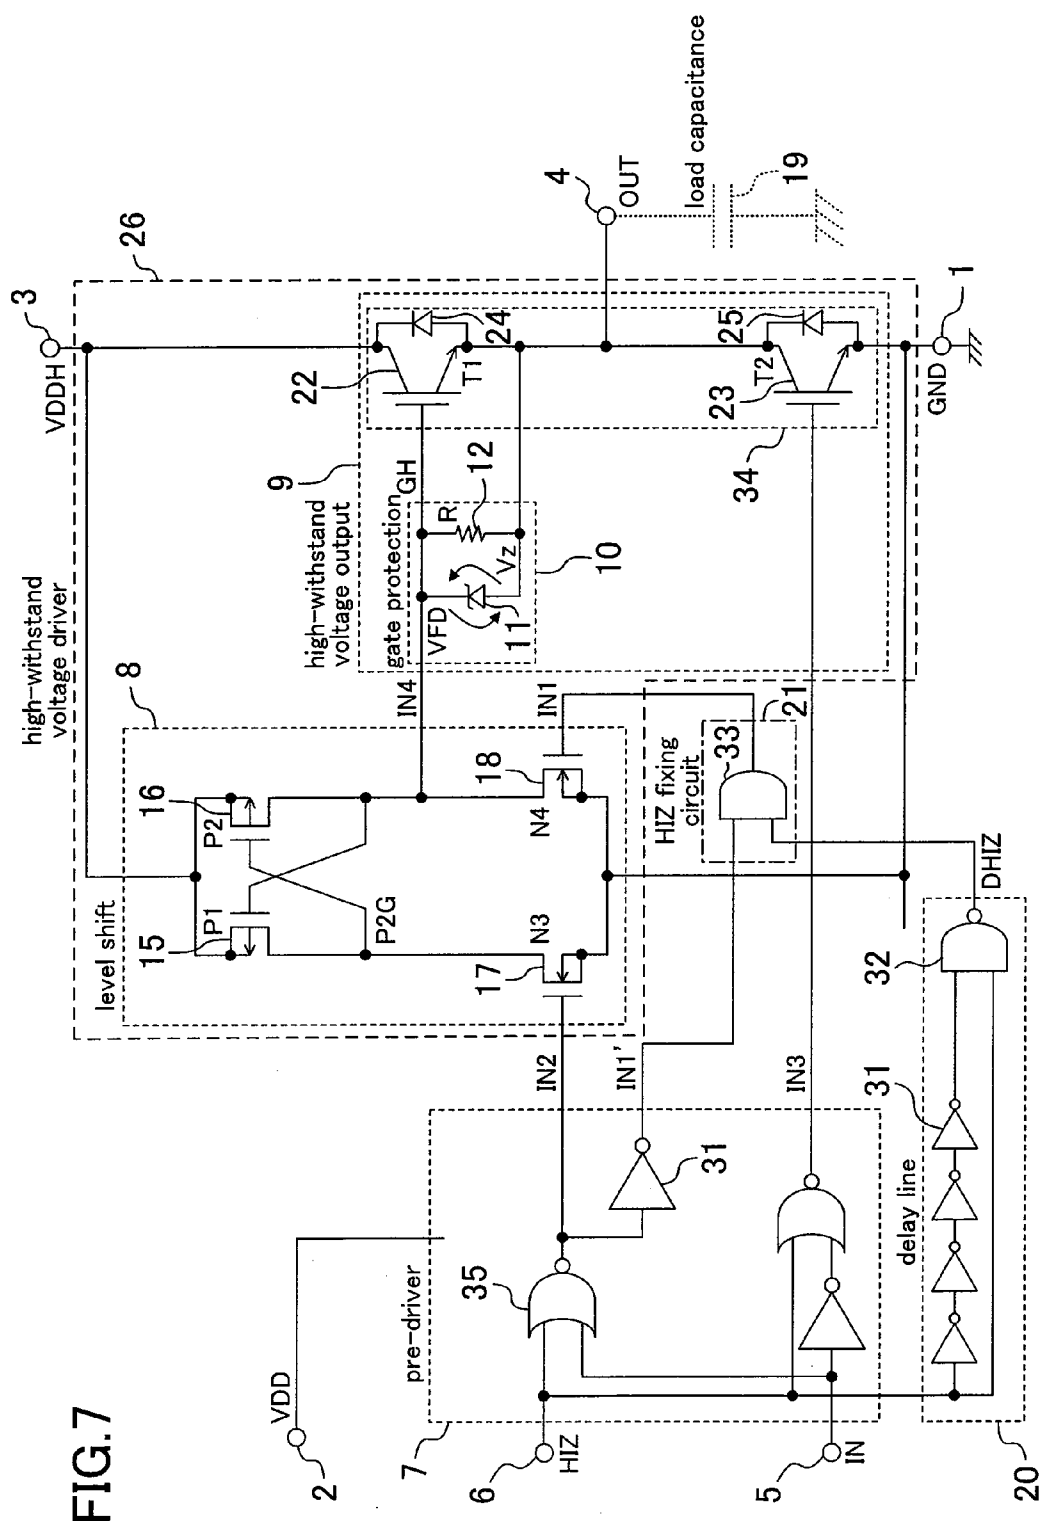 FIG.7
VDD
2
HIZ
6
5
IN
7
pre-driver
35
31
IN2
IN1'
IN3
20
delay line
31
32
DHIZ
HIZ fixing
circuit
33
21
level shift
8
15
P1
P2
16
P2G
17
N3
N4
18
IN1
IN4
high-withstand
voltage driver
26
VDDH
3
high-withstand
voltage output
9
gate protection
GH
VFD
11
Vz
R
12
10
22
T1
24
23
T2
25
34
GND
1
4
OUT
load capacitance
19